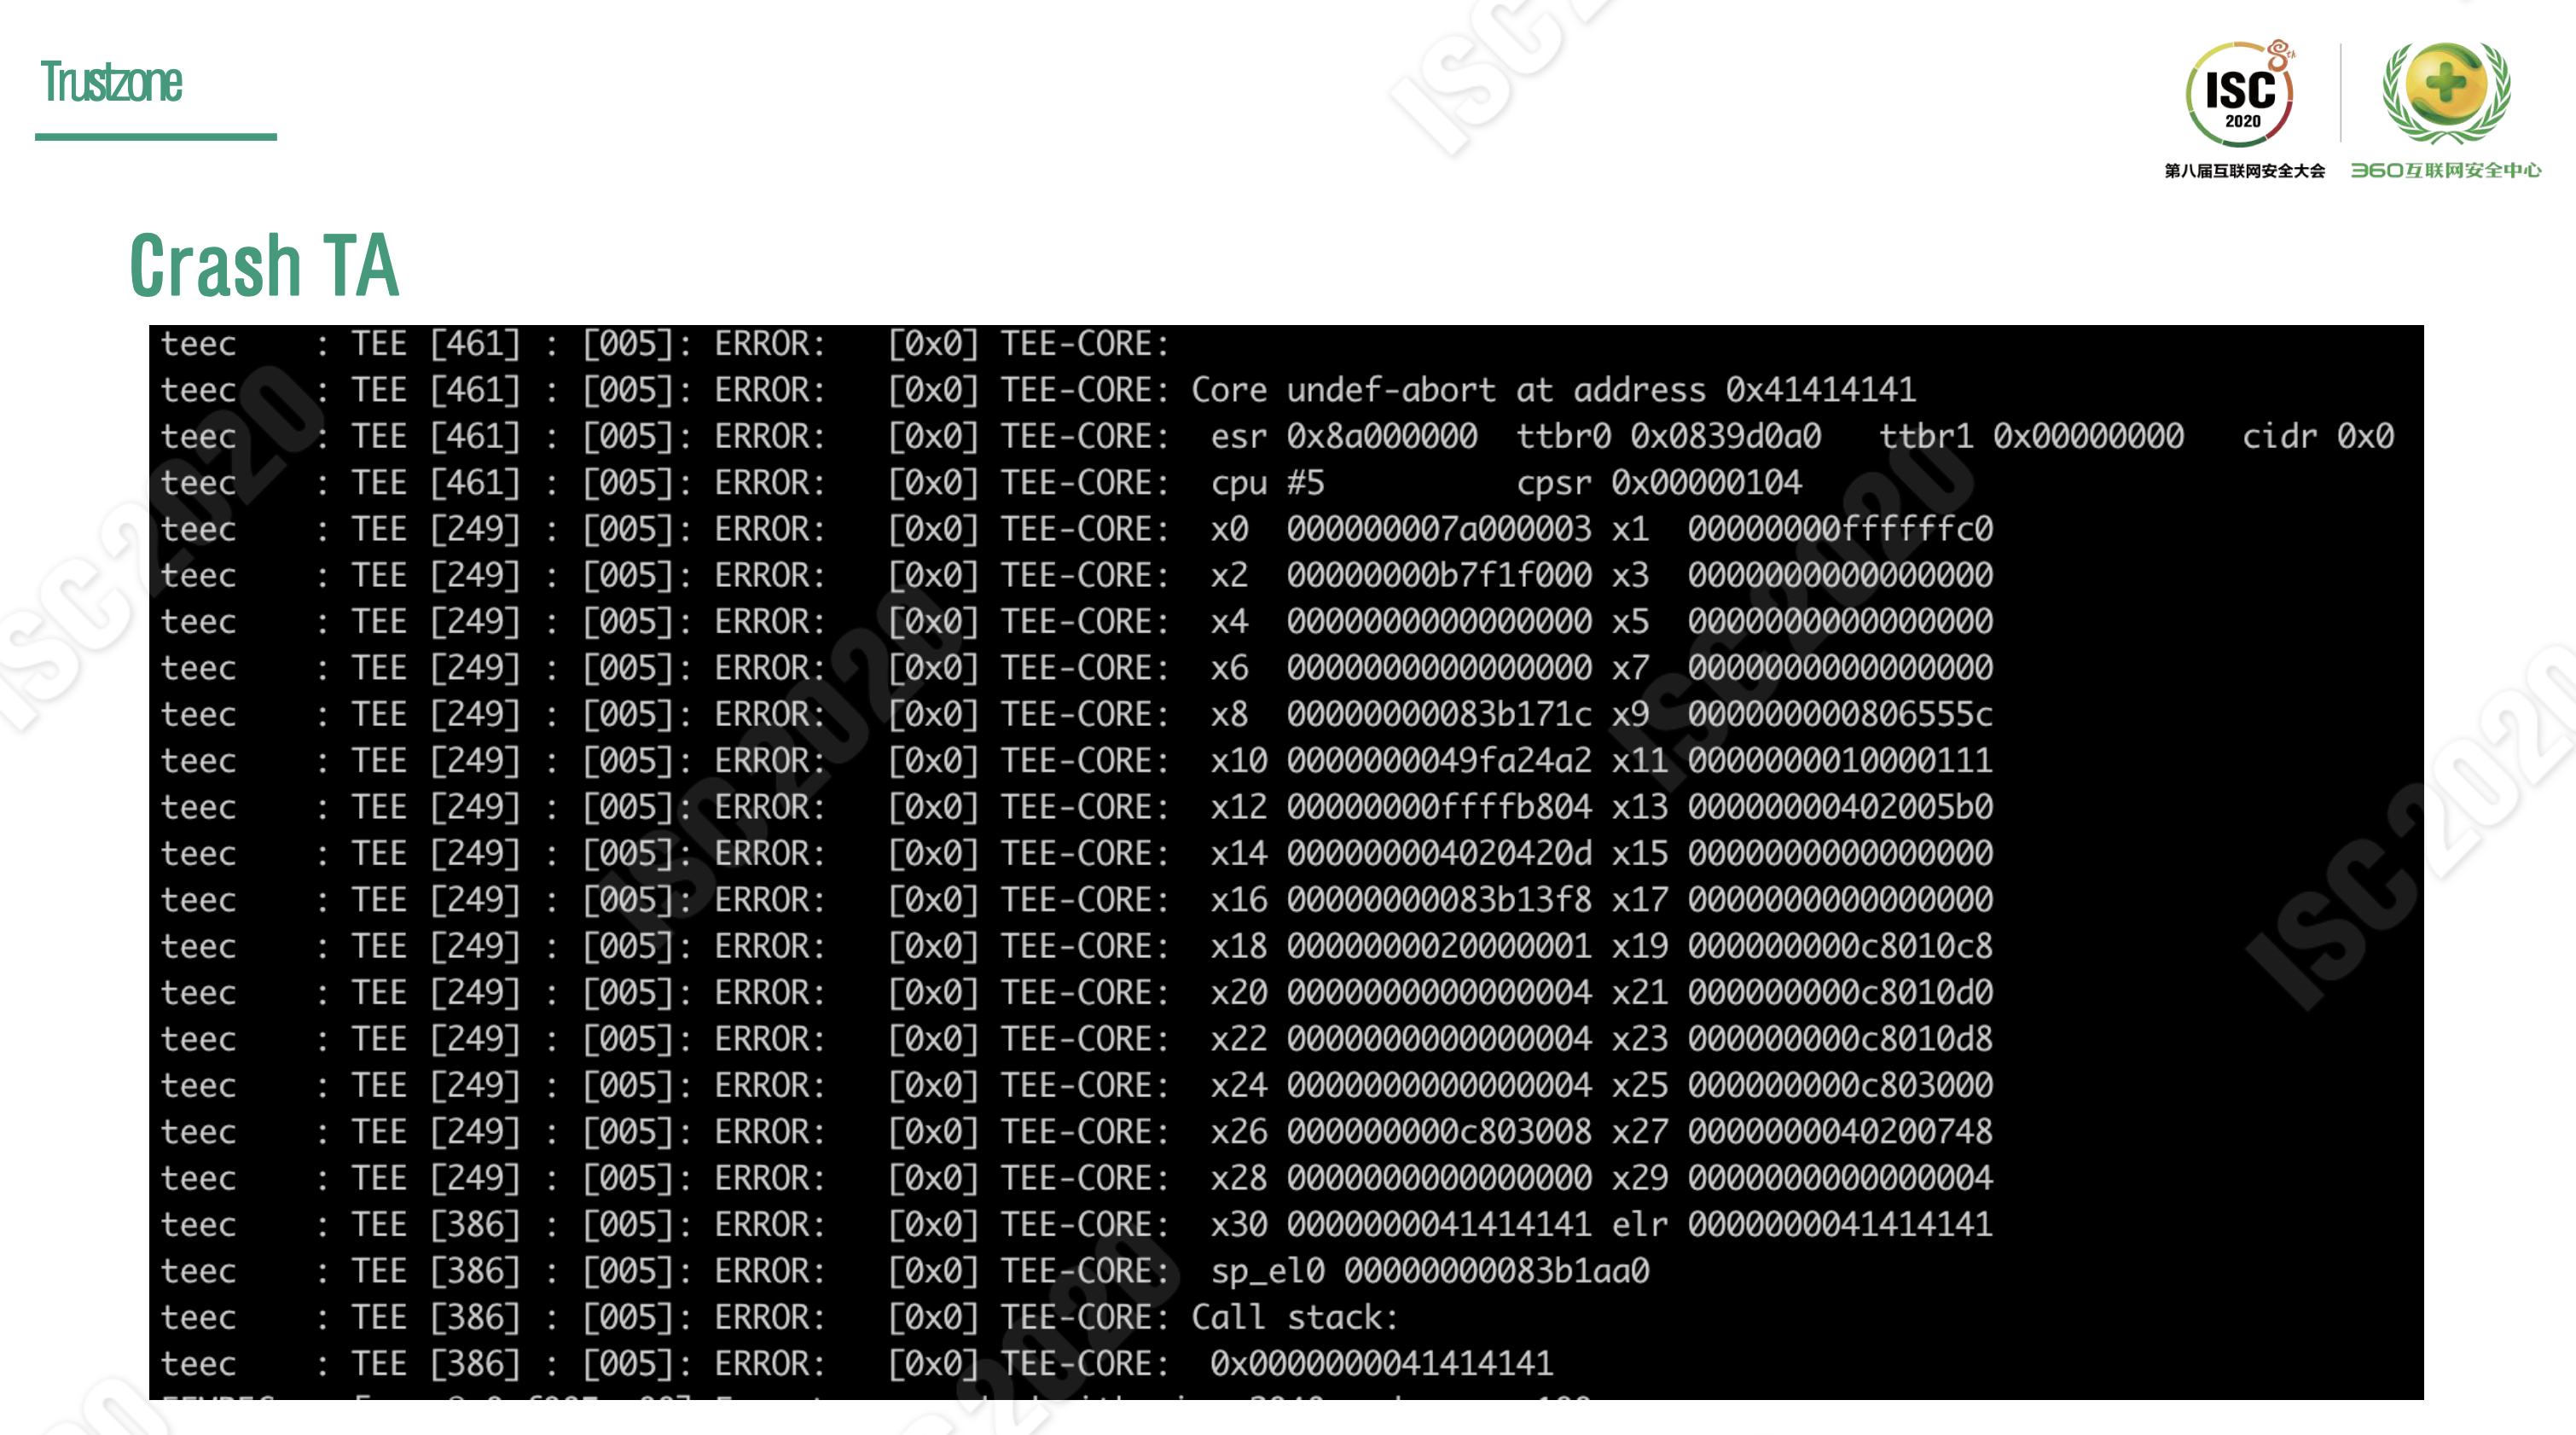 Trustzone
ISC
2020
8th
第八届互联网安全大会
360互联网安全中心
Crash TA
teec : TEE [461] : [005]: ERROR: [0x0] TEE-CORE:
teec : TEE [461] : [005]: ERROR: [0x0] TEE-CORE: Core undef-abort at address 0x41414141
teec : TEE [461] : [005]: ERROR: [0x0] TEE-CORE: esr 0x8a000000 ttbr0 0x0839d0a0 ttbr1 0x00000000 cidr 0x0
teec : TEE [461] : [005]: ERROR: [0x0] TEE-CORE: cpu #5 cpsr 0x00000104
teec : TEE [249] : [005]: ERROR: [0x0] TEE-CORE: x0 000000007a000003 x1 00000000ffffffc0
teec : TEE [249] : [005]: ERROR: [0x0] TEE-CORE: x2 00000000b7f1f000 x3 0000000000000000
teec : TEE [249] : [005]: ERROR: [0x0] TEE-CORE: x4 0000000000000000 x5 0000000000000000
teec : TEE [249] : [005]: ERROR: [0x0] TEE-CORE: x6 0000000000000000 x7 0000000000000000
teec : TEE [249] : [005]: ERROR: [0x0] TEE-CORE: x8 00000000083b171c x9 000000000806555c
teec : TEE [249] : [005]: ERROR: [0x0] TEE-CORE: x10 0000000049fa24a2 x11 0000000010000111
teec : TEE [249] : [005]: ERROR: [0x0] TEE-CORE: x12 00000000ffffb804 x13 00000000402005b0
teec : TEE [249] : [005]: ERROR: [0x0] TEE-CORE: x14 000000004020420d x15 0000000000000000
teec : TEE [249] : [005]: ERROR: [0x0] TEE-CORE: x16 00000000083b13f8 x17 0000000000000000
teec : TEE [249] : [005]: ERROR: [0x0] TEE-CORE: x18 0000000020000001 x19 000000000c8010c8
teec : TEE [249] : [005]: ERROR: [0x0] TEE-CORE: x20 0000000000000004 x21 000000000c8010d0
teec : TEE [249] : [005]: ERROR: [0x0] TEE-CORE: x22 0000000000000004 x23 000000000c8010d8
teec : TEE [249] : [005]: ERROR: [0x0] TEE-CORE: x24 0000000000000004 x25 000000000c803000
teec : TEE [249] : [005]: ERROR: [0x0] TEE-CORE: x26 000000000c803008 x27 0000000040200748
teec : TEE [249] : [005]: ERROR: [0x0] TEE-CORE: x28 0000000000000000 x29 0000000000000004
teec : TEE [386] : [005]: ERROR: [0x0] TEE-CORE: x30 0000000041414141 elr 0000000041414141
teec : TEE [386] : [005]: ERROR: [0x0] TEE-CORE: sp_el0 00000000083b1aa0
teec : TEE [386] : [005]: ERROR: [0x0] TEE-CORE: Call stack:
teec : TEE [386] : [005]: ERROR: [0x0] TEE-CORE: 0x0000000041414141
ISC 2020
ISC 2020
ISC 2020
ISC 2020